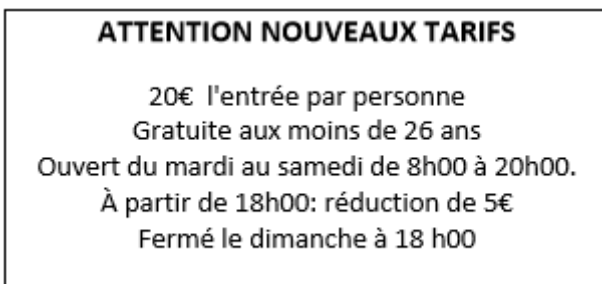 ATTENTION NOUVEAUX TARIFS
20€ l'entrée par personne
Gratuite aux moins de 26 ans
Ouvert du mardi au samedi de 8h00 à 20h00.
À partir de 18h00: réduction de 5€
Fermé le dimanche à 18 h00